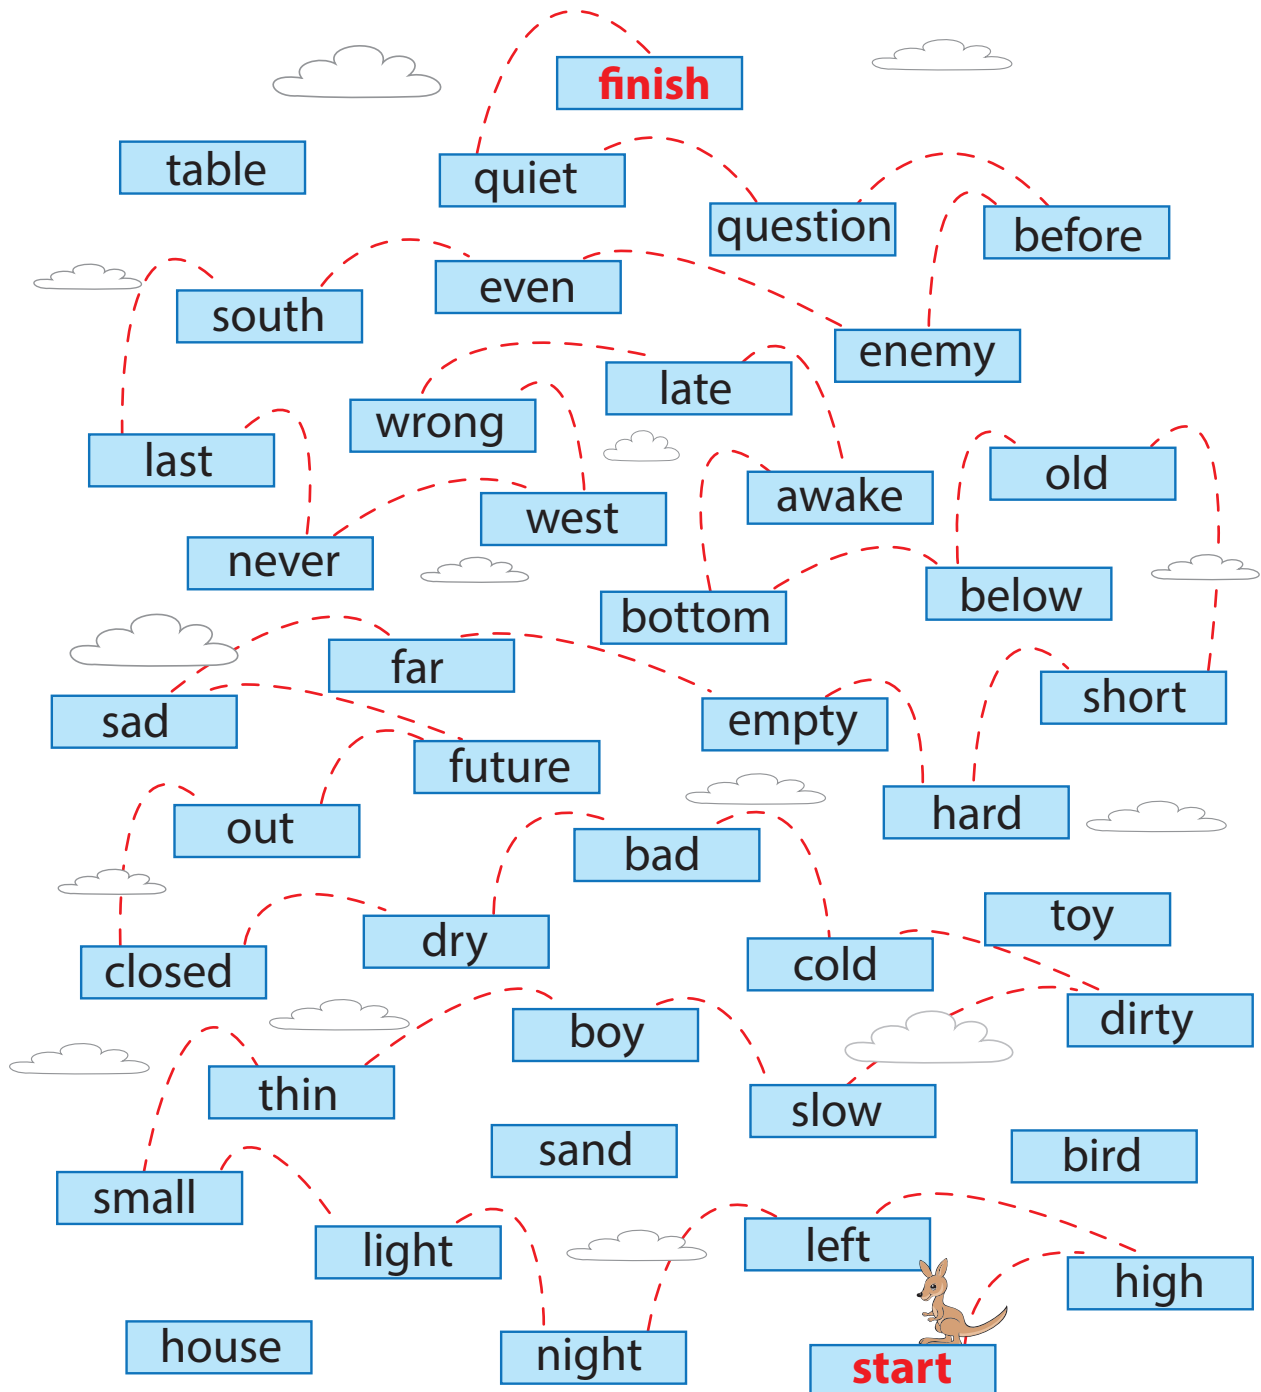 finish
table
quiet
question
before
even
south
enemy
late
wrong
last
old
awake
west
never
below
bottom
far
short
sad
empty
future
hard
out
bad
toy
dry
cold
closed
dirty
boy
thin
slow
sand
bird
small
left
light
high
house
night
start